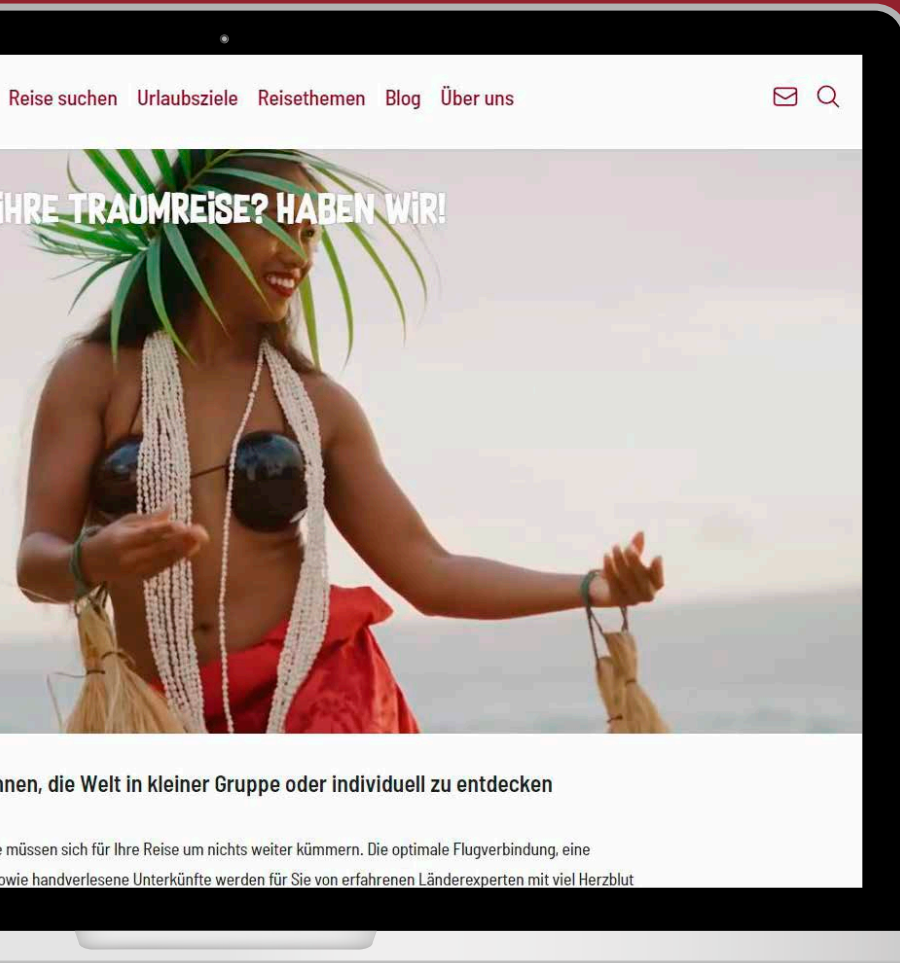 Reise suchen Urlaubsziele Reisethemen Blog Über uns
IHRE TRAUMREISE? HABEN WIR!
die Welt in kleiner Gruppe oder individuell zu entdecken
müssen sich für Ihre Reise um nichts weiter kümmern. Die optimale Flugverbindung, eine
handverlesene Unterkünfte werden für Sie von erfahrenen Länderexperten mit viel Herzblut